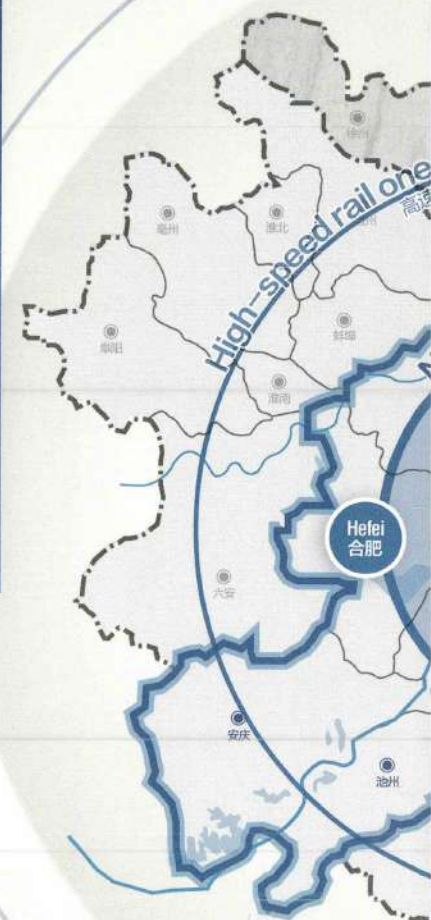 徐州
High-speed rail one
高速
亳州
淮北
蚌埠
阜阳
淮南
Hefei
合肥
六安
安庆
池州